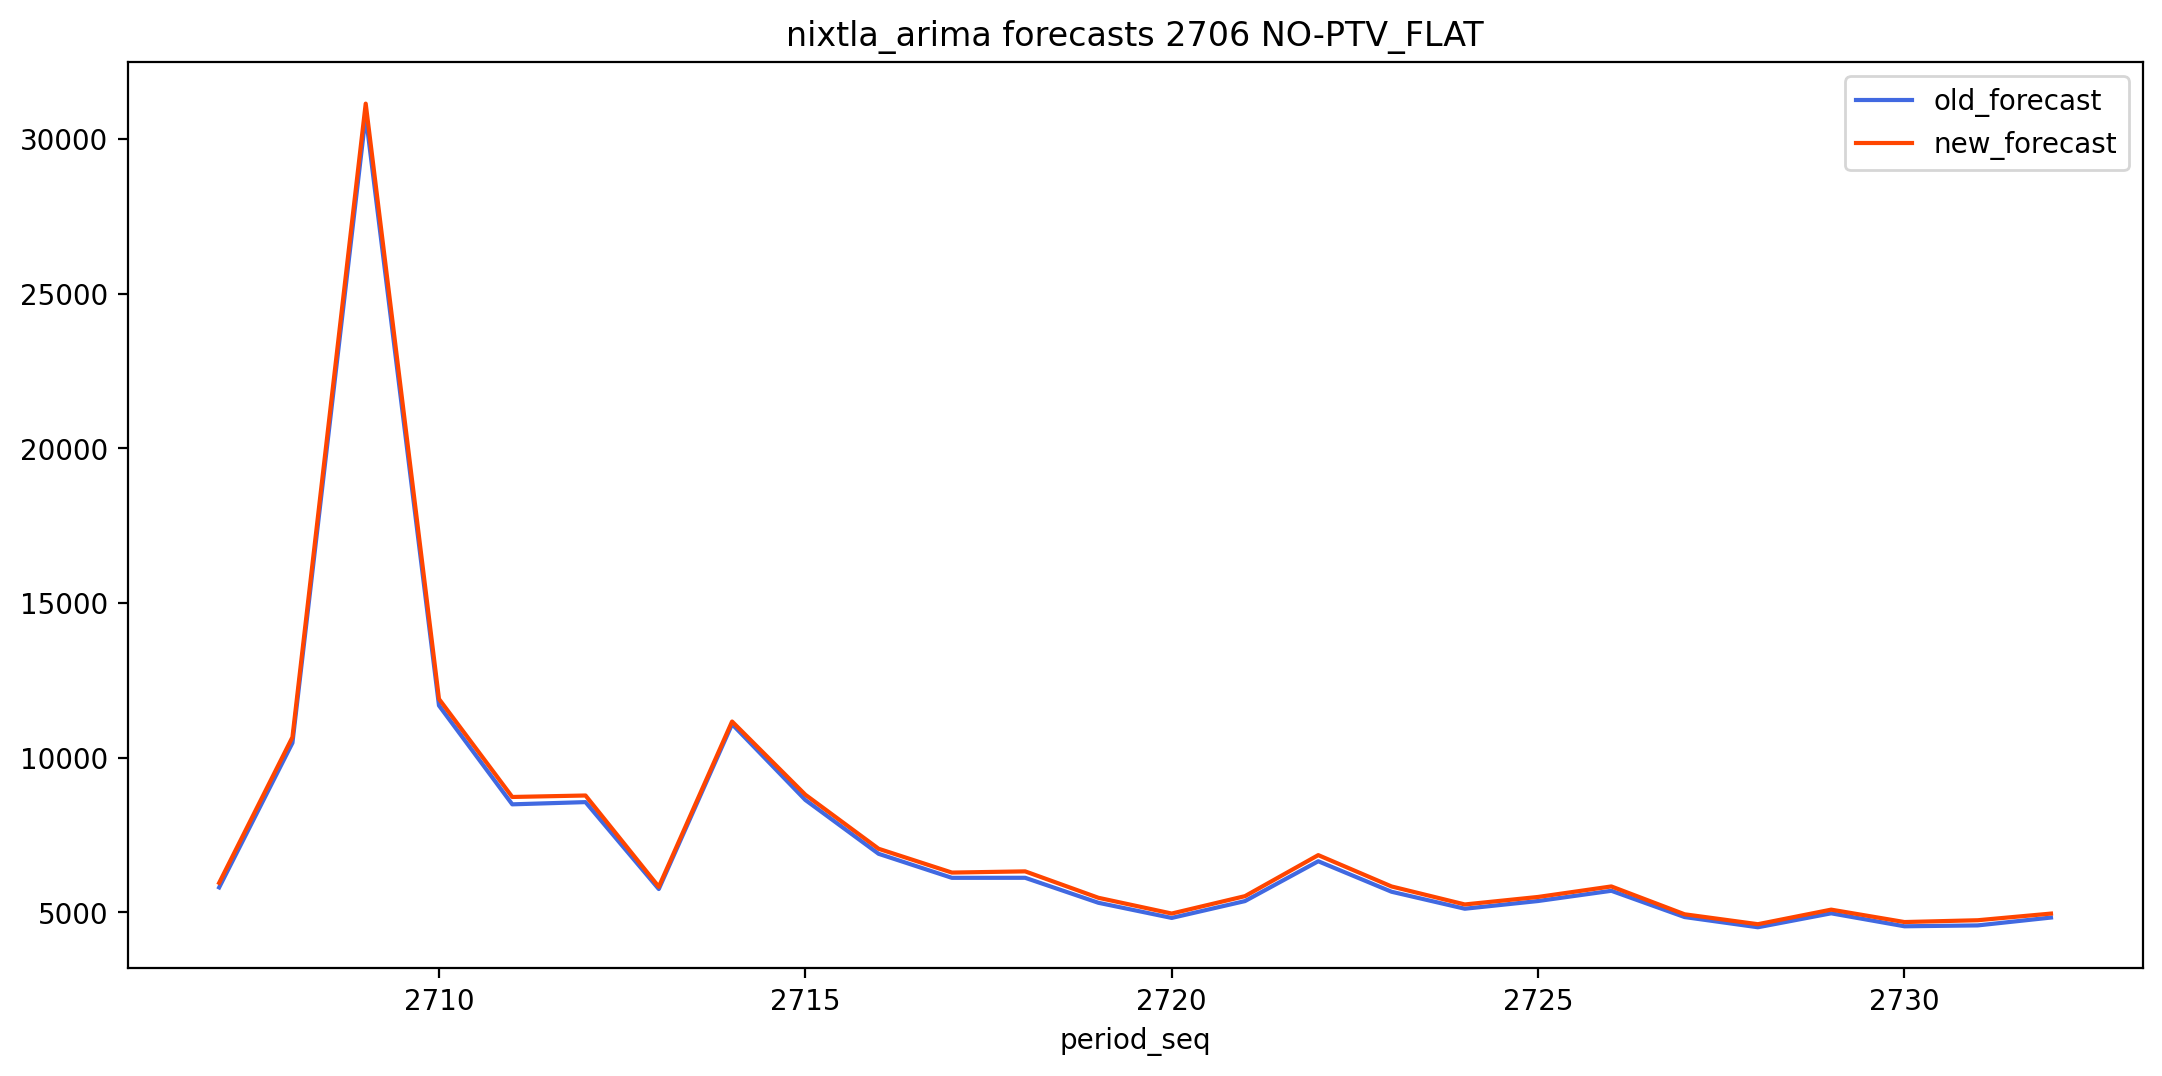 nixtla_arima forecasts 2706 NO-PTV_FLAT
old_forecast
new_forecast
30000
25000
20000
15000
10000
5000
2710 2715 2720 2725 2730
period_seq